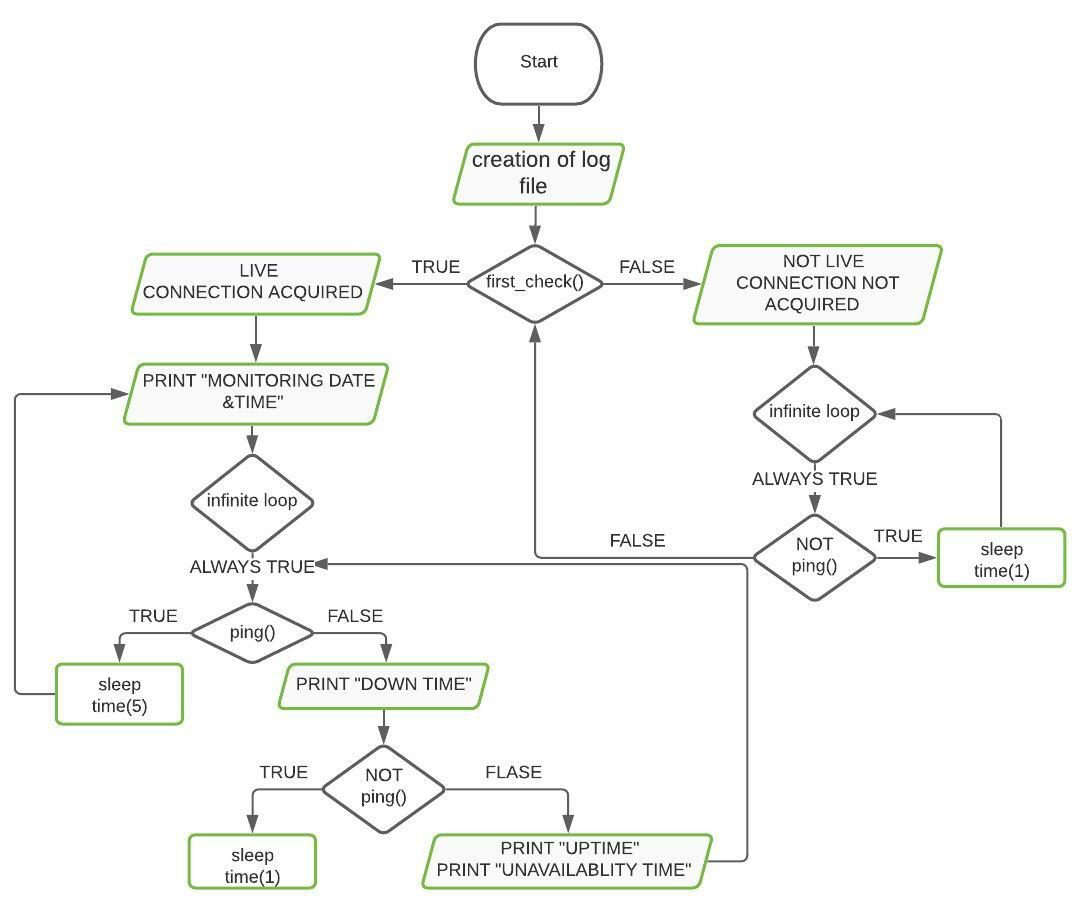 Start
creation of log
file
first_check()
TRUE
FALSE
LIVE
CONNECTION ACQUIRED
NOT LIVE
CONNECTION NOT
ACQUIRED
PRINT "MONITORING DATE
&TIME"
infinite loop
infinite loop
ALWAYS TRUE
ALWAYS TRUE
NOT
ping()
TRUE
FALSE
sleep
time(1)
ping()
TRUE
FALSE
sleep
time(5)
PRINT "DOWN TIME"
NOT
ping()
TRUE
FLASE
sleep
time(1)
PRINT "UPTIME"
PRINT "UNAVAILABLITY TIME"